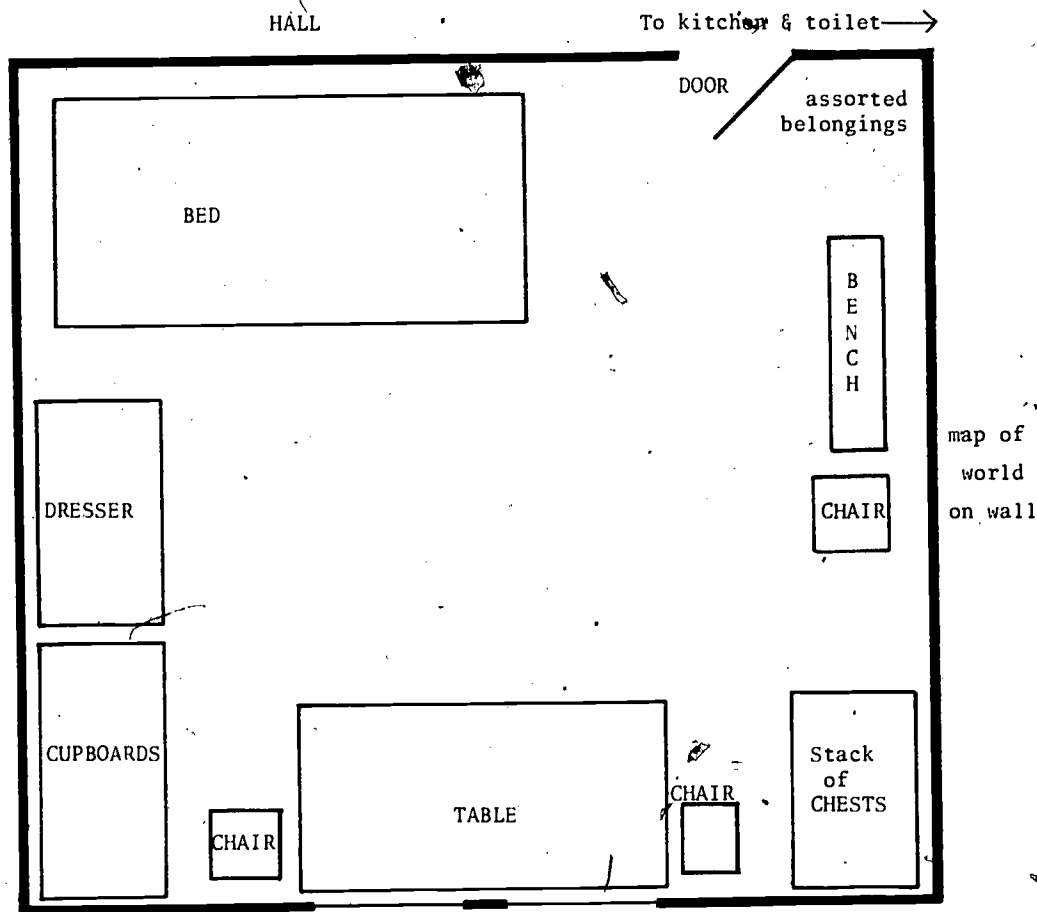 HALL
To kitchen & toilet
DOOR
assorted
belongings
BED
B
E
N
C
H
map of
world
on wall
DRESSER
CHAIR
CUPBOARDS
Stack
of
CHESTS
CHAIR
TABLE
CHAIR